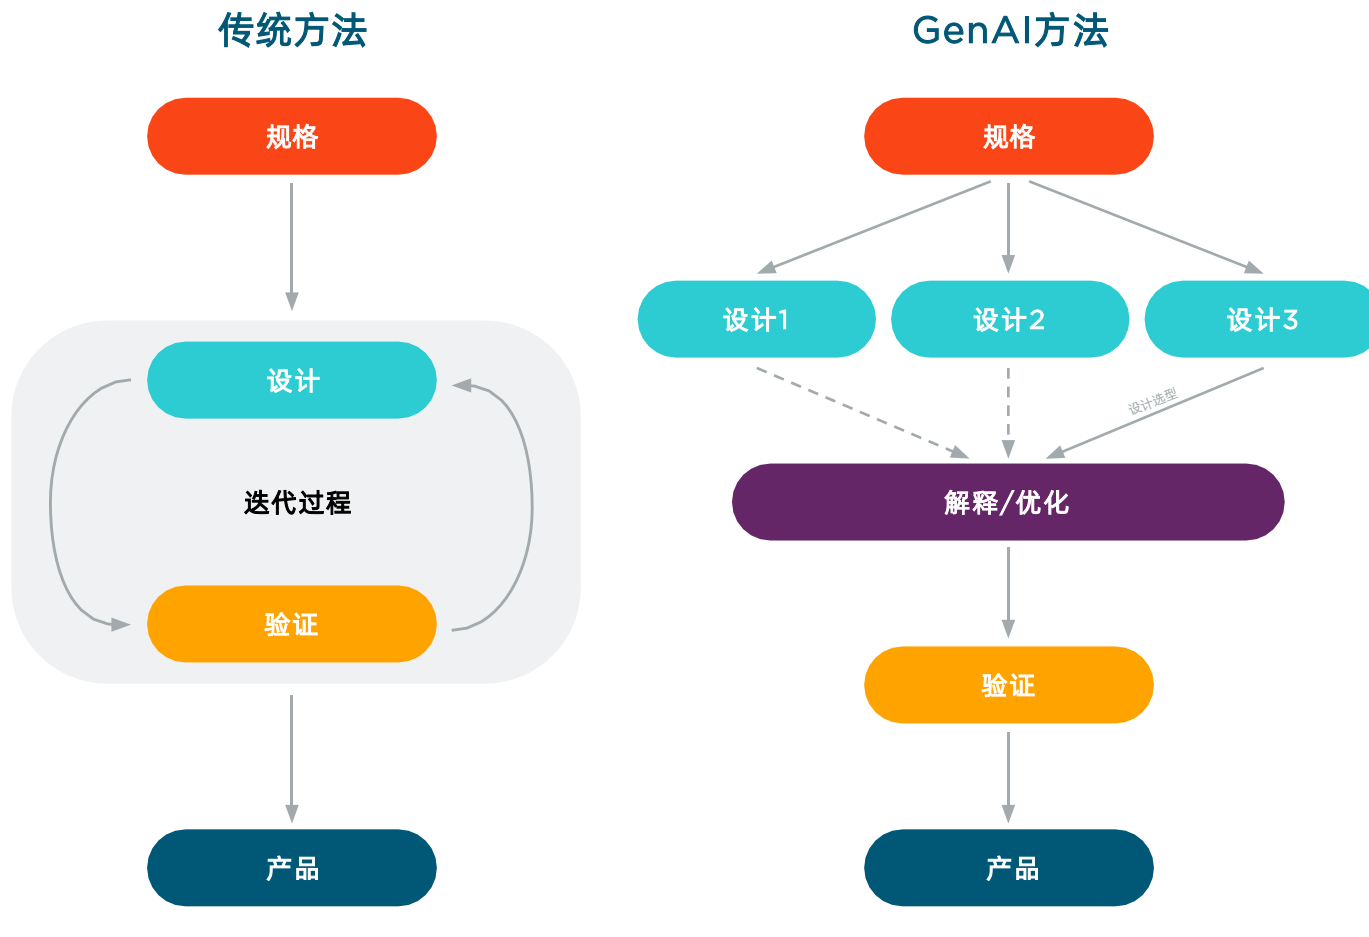 传统方法
规格
设计
迭代过程
验证
产品
GenAI方法
规格
设计1
设计2
设计3
设计选型
解释/优化
验证
产品